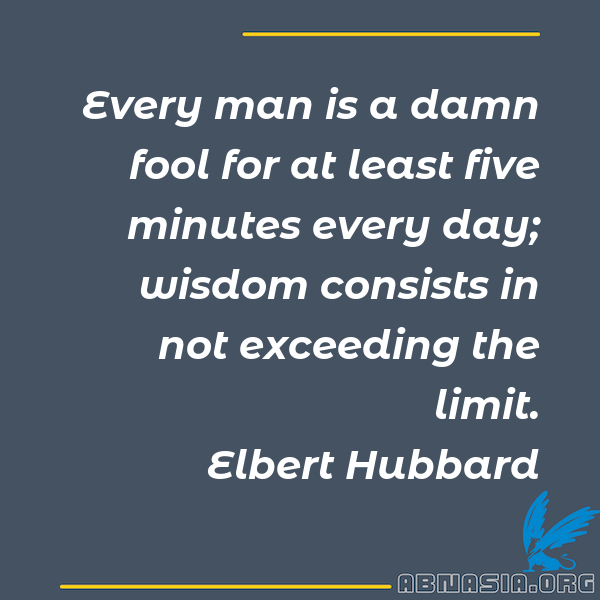 Every man is a damn
fool for at least five
minutes every day;
wisdom consists in
not exceeding the
limit.
Elbert Hubbard
ABNASIA.ORG